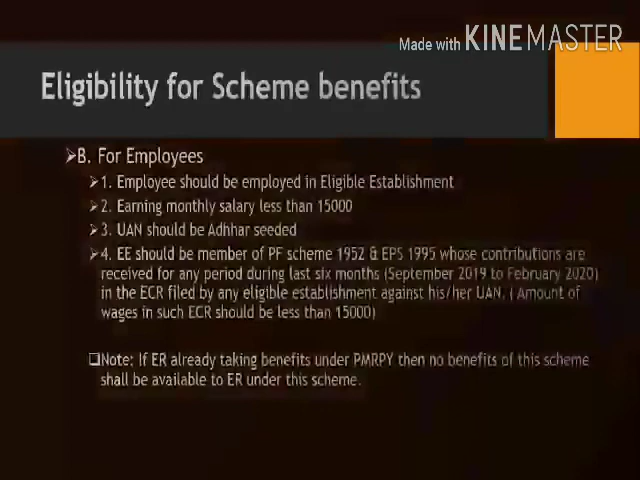 Made with KINEMASTER
Eligibility for Scheme benefits
➢B. For Employees
➢1. Employee should be employed in Eligible Establishment
➢2. Earning monthly salary less than 15000
➢3. UAN should be Adhhar seeded
➢4. EE should be member of PF scheme 1952 & EPS 1995 whose contributions are
received for any period during last six months (September 2019 to February 2020)
in the ECR filed by any eligible establishment against his/her UAN. ( Amount of
wages in such ECR should be less than 15000)
❑Note: If ER already taking benefits under PMRPY then no benefits of this scheme
shall be available to ER under this scheme.